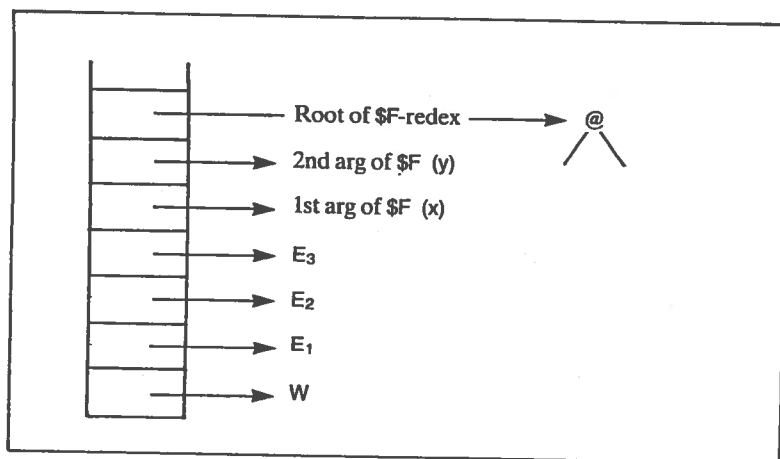 Root of $F-redex @
2nd arg of $F (y)
1st arg of $F (x)
E₃
E₂
E₁
W